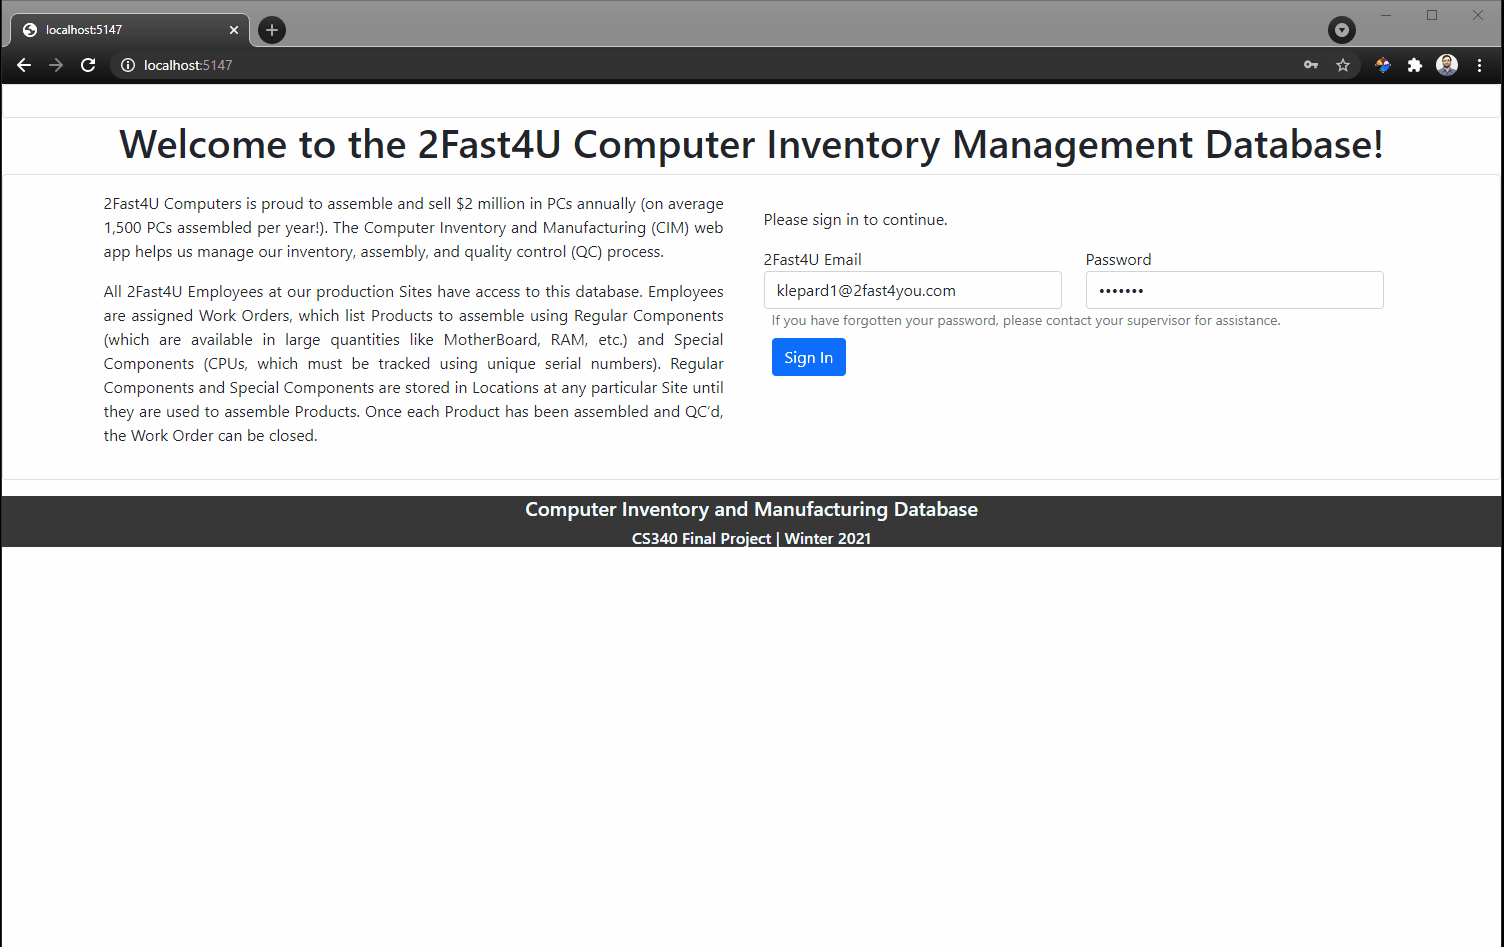 localhost:5147
localhost:5147
Welcome to the 2Fast4U Computer Inventory Management Database!
2Fast4U Computers is proud to assemble and sell $2 million in PCs annually (on average
1,500 PCs assembled per year!). The Computer Inventory and Manufacturing (CIM) web
app helps us manage our inventory, assembly, and quality control (QC) process.
All 2Fast4U Employees at our production Sites have access to this database. Employees
are assigned Work Orders, which list Products to assemble using Regular Components
(which are available in large quantities like MotherBoard, RAM, etc.) and Special
Components (CPUs, which must be tracked using unique serial numbers). Regular
Components and Special Components are stored in Locations at any particular Site until
they are used to assemble Products. Once each Product has been assembled and QC’d,
the Work Order can be closed.
Please sign in to continue.
2Fast4U Email
Password
klepard1@2fast4you.com
•••••••
If you have forgotten your password, please contact your supervisor for assistance.
Sign In
Computer Inventory and Manufacturing Database
CS340 Final Project | Winter 2021